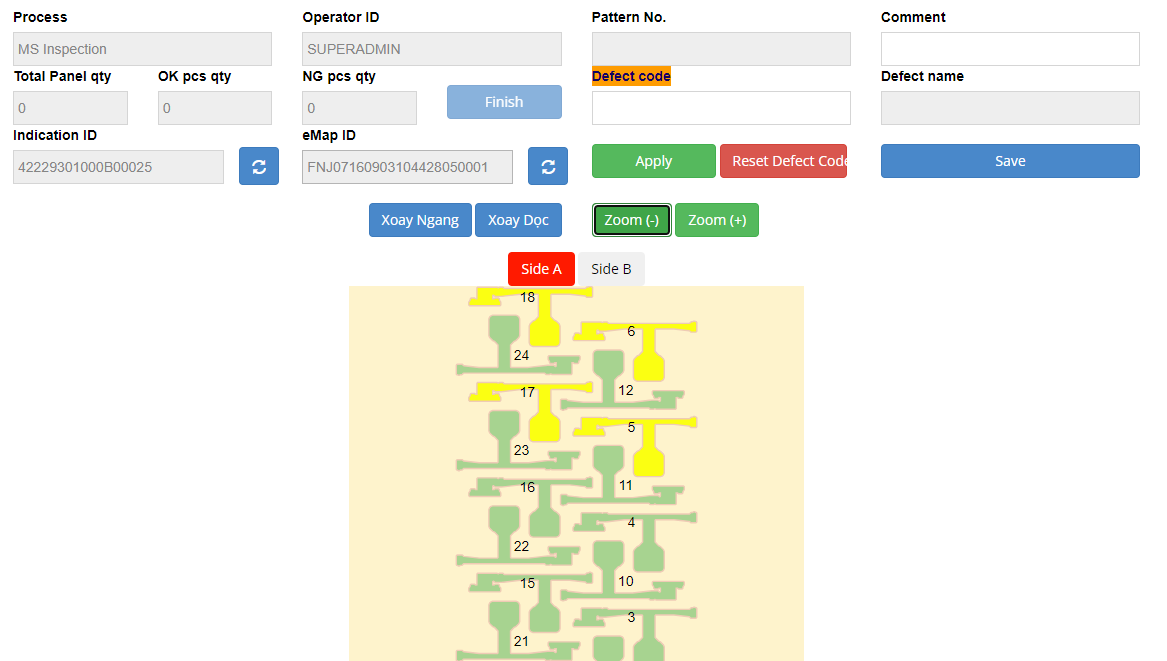 Process Operator ID Pattern No. Comment
MS Inspection SUPERADMIN
Total Panel qty OK pcs qty NG pcs qty Defect code Defect name
0 0 0 Finish
Indication ID eMap ID
42229301000B00025 FNJ07160903104428050001 Apply Reset Defect Code Save
Xoay Ngang Xoay Dọc Zoom (-) Zoom (+)
Side A Side B
18
6
24
12
17
5
23
11
16
4
22
10
15
3
21